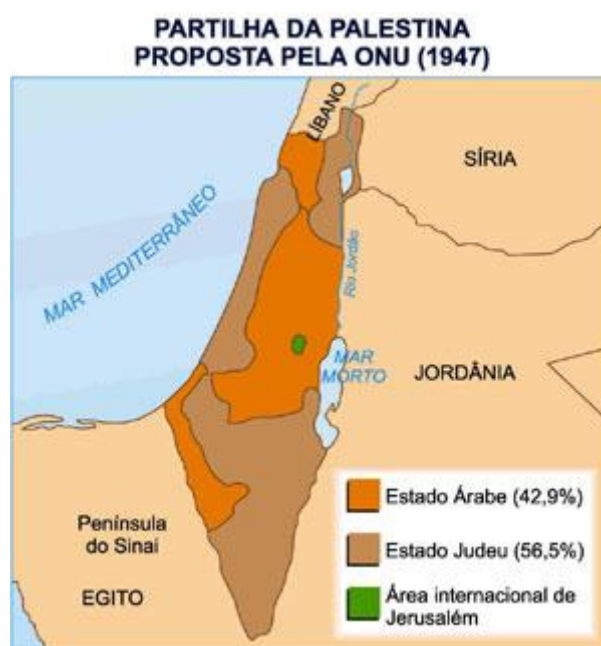 PARTILHA DA PALESTINA
PROPOSTA PELA ONU (1947)
LÍBANO
SÍRIA
MAR MEDITERRÂNEO
Rio Jordão
MAR
MORTO
JORDÂNIA
Península
do Sinai
EGITO
Estado Árabe (42,9%)
Estado Judeu (56,5%)
Área internacional de
Jerusalém